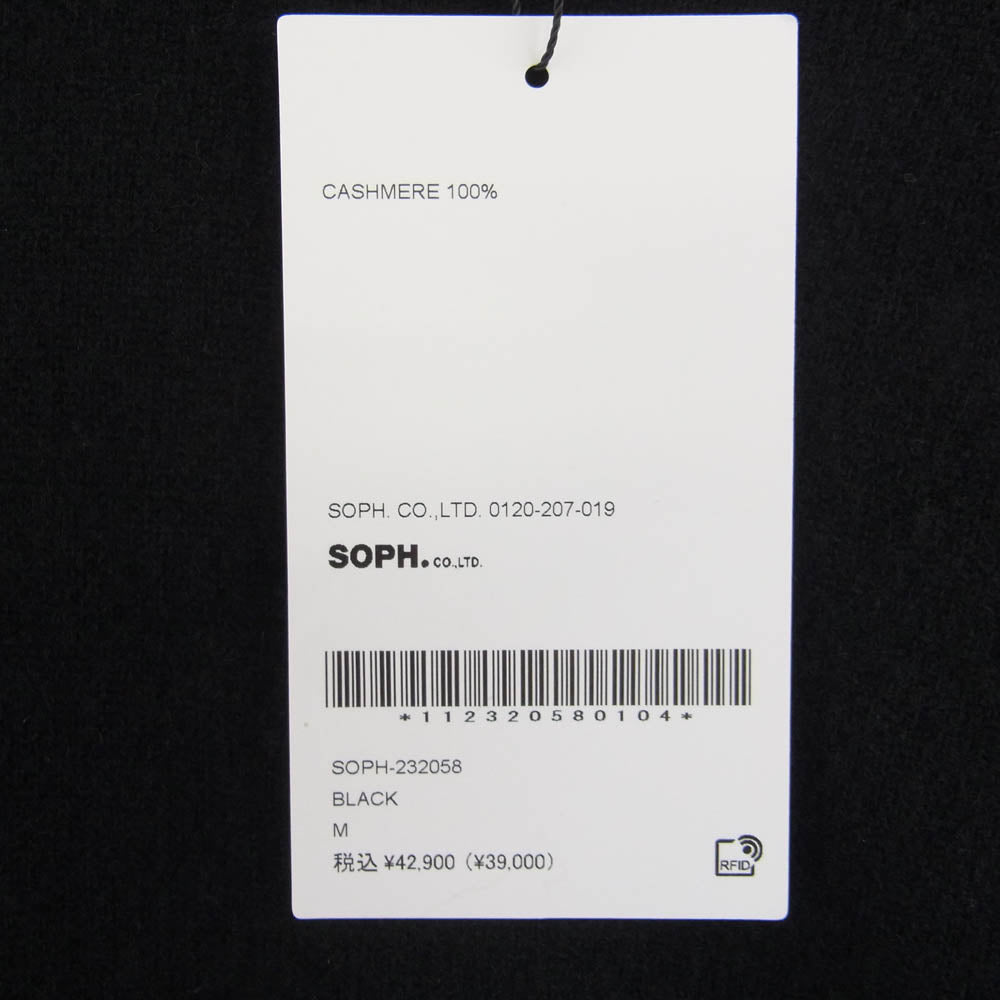 CASHMERE 100%
SOPH. CO.,LTD. 0120-207-019
SOPH. CO.,LTD.
*112320580104*
SOPH-232058
BLACK
M
税込 ¥42,900 (¥39,000)
RFID